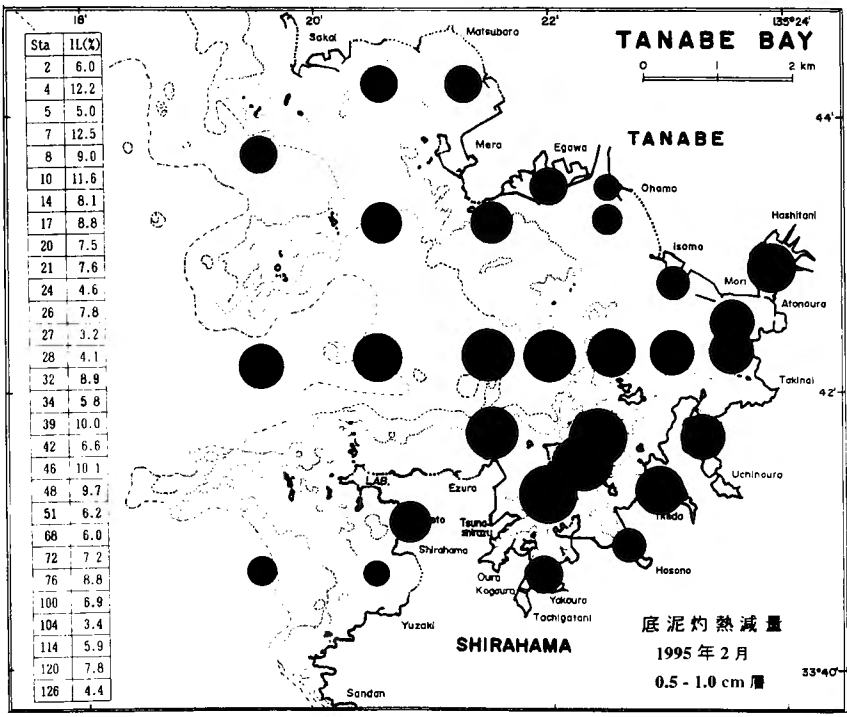 18'
20'
22'
135°24'
Sta IL(%)
2 6.0
4 12.2
5 5.0
7 12.5
8 9.0
10 11.6
14 8.1
17 8.8
20 7.5
21 7.6
24 4.6
26 7.8
27 3.2
28 4.1
32 8.9
34 5.8
39 10.0
42 6.6
46 10.1
48 9.7
51 6.2
68 6.0
72 7.2
76 8.8
100 6.9
104 3.4
114 5.9
120 7.8
126 4.4
TANABE BAY
0 1 2 km
Sakai
Matsubara
44'
TANABE
Mera
Egawa
Ohama
Hashitani
Isoma
Mori
Atonoura
Takinai
42'
Uchinoura
LAB.
Ezura
Tsuna-
shirazu
Shirahama
Oura
Kogaura
Hosono
Yakoura
Tachigatani
Yuzaki
SHIRAHAMA
Sandan
底泥灼熱減量
1995年2月
0.5 - 1.0 cm 層
33°40'